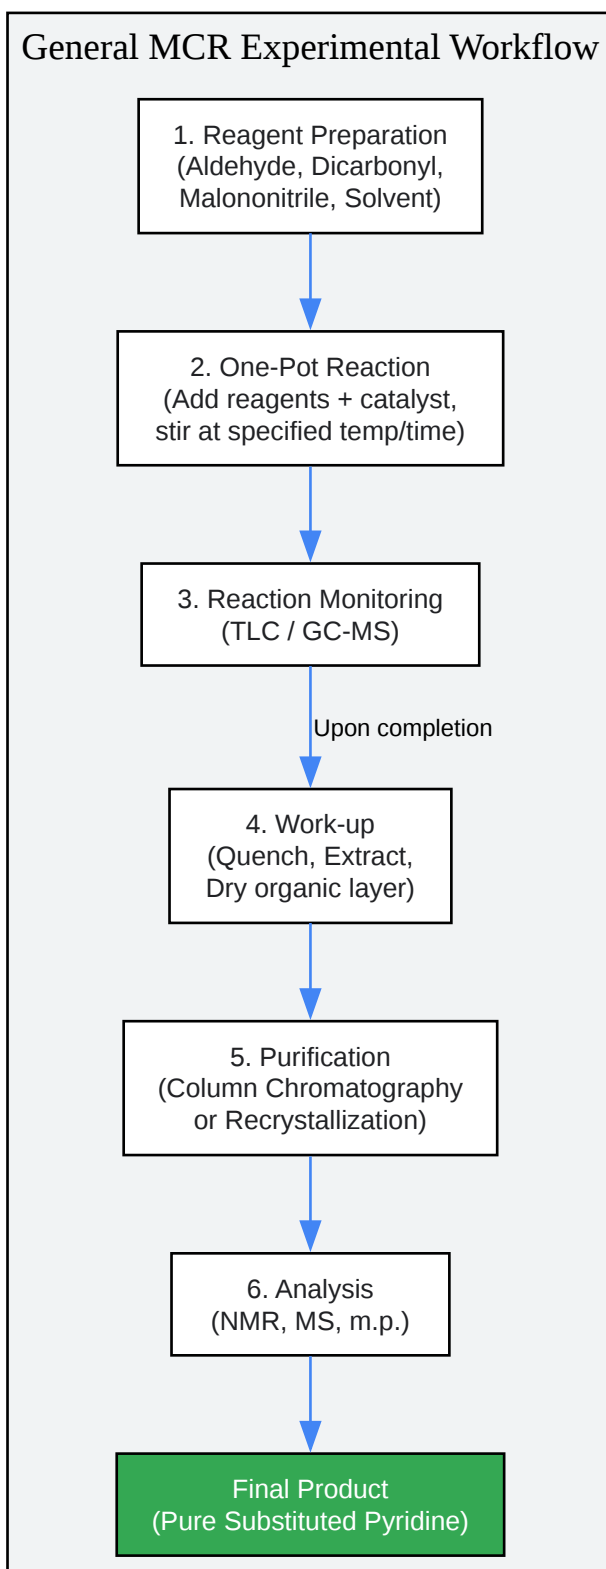 General MCR Experimental Workflow
1. Reagent Preparation
(Aldehyde, Dicarbonyl,
Malononitrile, Solvent)
2. One-Pot Reaction
(Add reagents + catalyst,
stir at specified temp/time)
3. Reaction Monitoring
(TLC / GC-MS)
Upon completion
4. Work-up
(Quench, Extract,
Dry organic layer)
5. Purification
(Column Chromatography
or Recrystallization)
6. Analysis
(NMR, MS, m.p.)
Final Product
(Pure Substituted Pyridine)